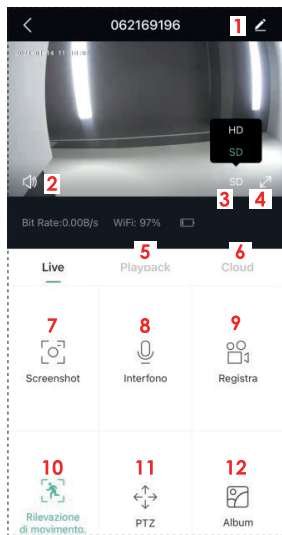 062169196
1
HD
SD
2
SD
3
4
Bit Rate:0.00B/s WiFi: 97%
5
6
Live Playback Cloud
7
8
9
Screenshot Interfono Registra
10
11
12
Rilevazione
di movimento.
PTZ
Album